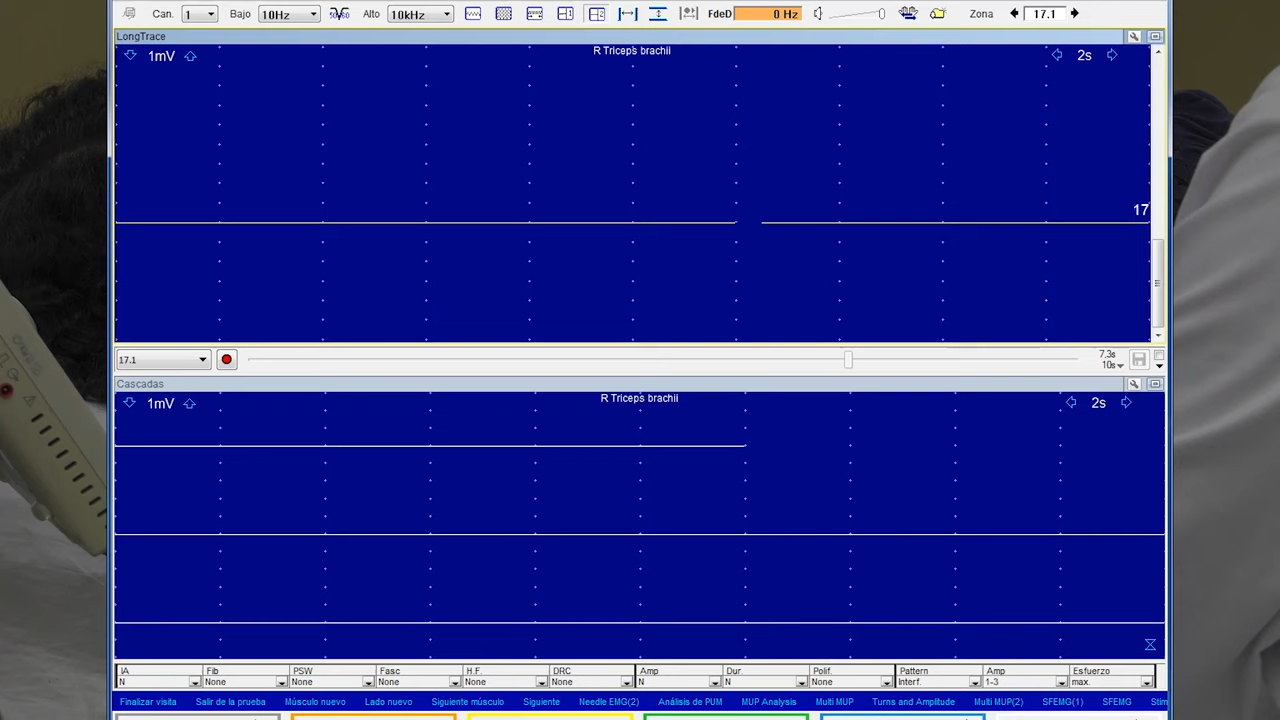 Can. 1 Bajo 10Hz 50/60 Alto 10kHz FdeD 0 Hz Zona 17.1
LongTrace
R Triceps brachii
1mV 2s
17
17.1 7,3s
10s
Cascadas
R Triceps brachii
1mV 2s
IA Fib PSW Fasc H.F. DRC Amp Dur. Polif. Pattern Amp Esfuerzo
N None None None None None N N None Interf. 1-3 max.
Finalizar visita Salir de la prueba Músculo nuevo Lado nuevo Siguiente músculo Siguiente Needle EMG(2) Análisis de PUM MUP Analysis Multi MUP Turns and Amplitude Multi MUP(2) SFEMG(1) SFEMG Stim